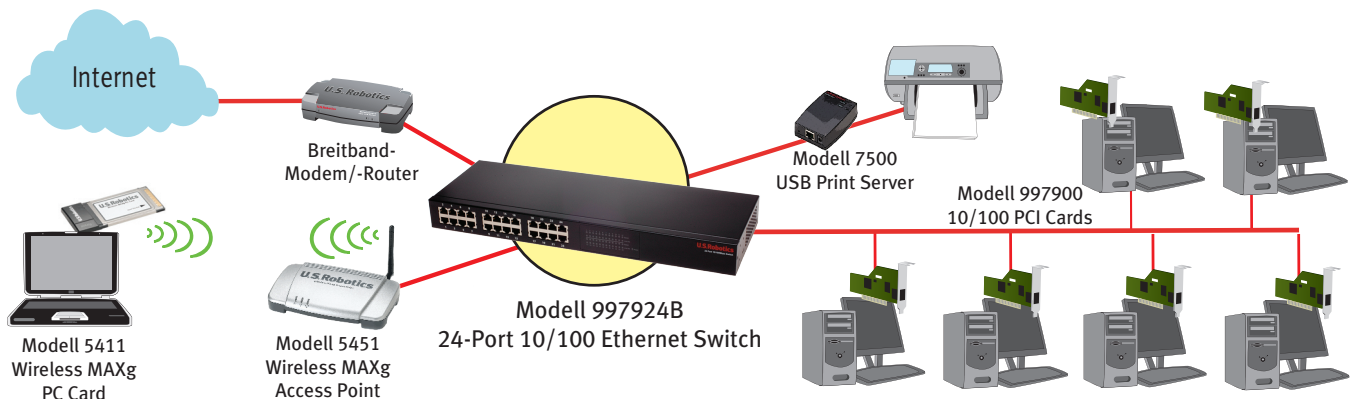 Internet
U.S. Robotics
Breitband-
Modem/-Router
Modell 7500
USB Print Server
Modell 997900
10/100 PCI Cards
U.S.Robotics
Modell 5411
Wireless MAXg
PC Card
U.S.Robotics
Modell 5451
Wireless MAXg
Access Point
U.S.Robotics
Modell 997924B
24-Port 10/100 Ethernet Switch